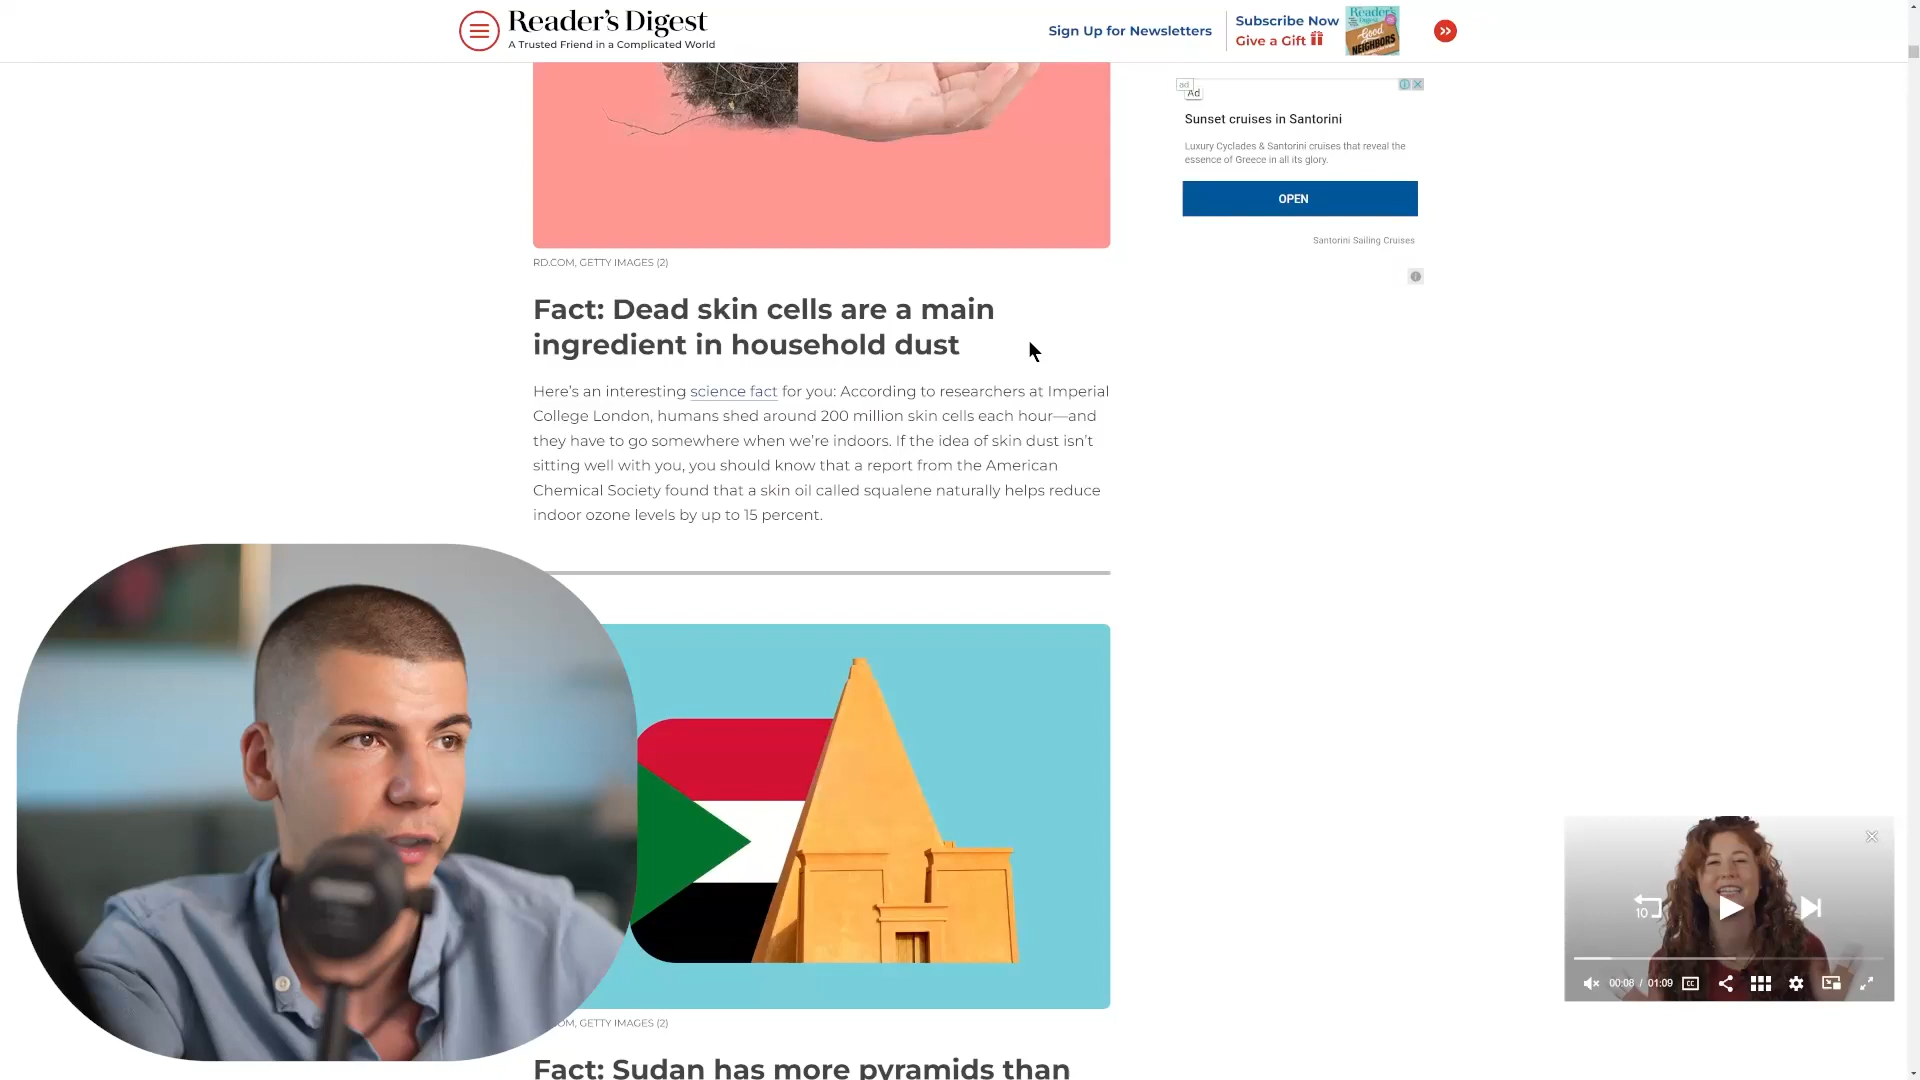 Reader's Digest
A Trusted Friend in a Complicated World
Sign Up for Newsletters
Subscribe Now
Give a Gift
Reader's
Digest
Good
NEIGHBORS
ad
Ad
Sunset cruises in Santorini
Luxury Cyclades & Santorini cruises that reveal the
essence of Greece in all its glory.
OPEN
Santorini Sailing Cruises
RD.COM, GETTY IMAGES (2)
Fact: Dead skin cells are a main
ingredient in household dust
Here's an interesting science fact for you: According to researchers at Imperial
College London, humans shed around 200 million skin cells each hour—and
they have to go somewhere when we're indoors. If the idea of skin dust isn't
sitting well with you, you should know that a report from the American
Chemical Society found that a skin oil called squalene naturally helps reduce
indoor ozone levels by up to 15 percent.
OM, GETTY IMAGES (2)
Fact: Sudan has more pyramids than
10
00:08 / 01:09
CC